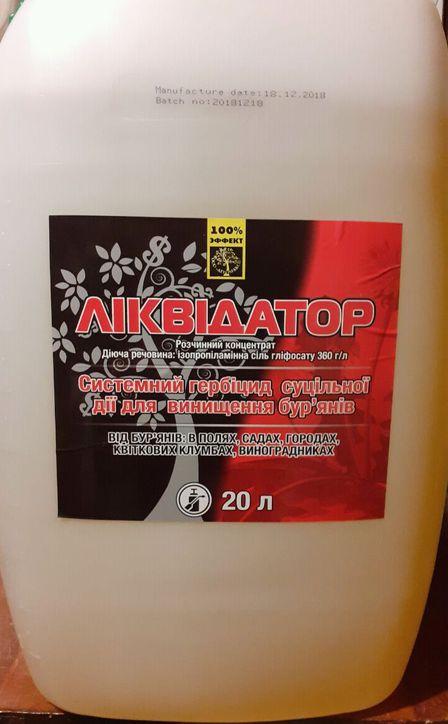 Manufacture date:18.12.2018
Batch no:20181218
100%
ЭФФЕКТ
ЛІКВІДАТОР
Розчинний концентрат
Діюча речовина: ізопропіламінна сіль гліфосату 360 г/л
Системний гербіцид суцільної
дії для винищення бур'янів
ВІД БУР'ЯНІВ: В ПОЛЯХ, САДАХ, ГОРОДАХ,
КВІТКОВИХ КЛУМБАХ, ВИНОГРАДНИКАХ
20 л